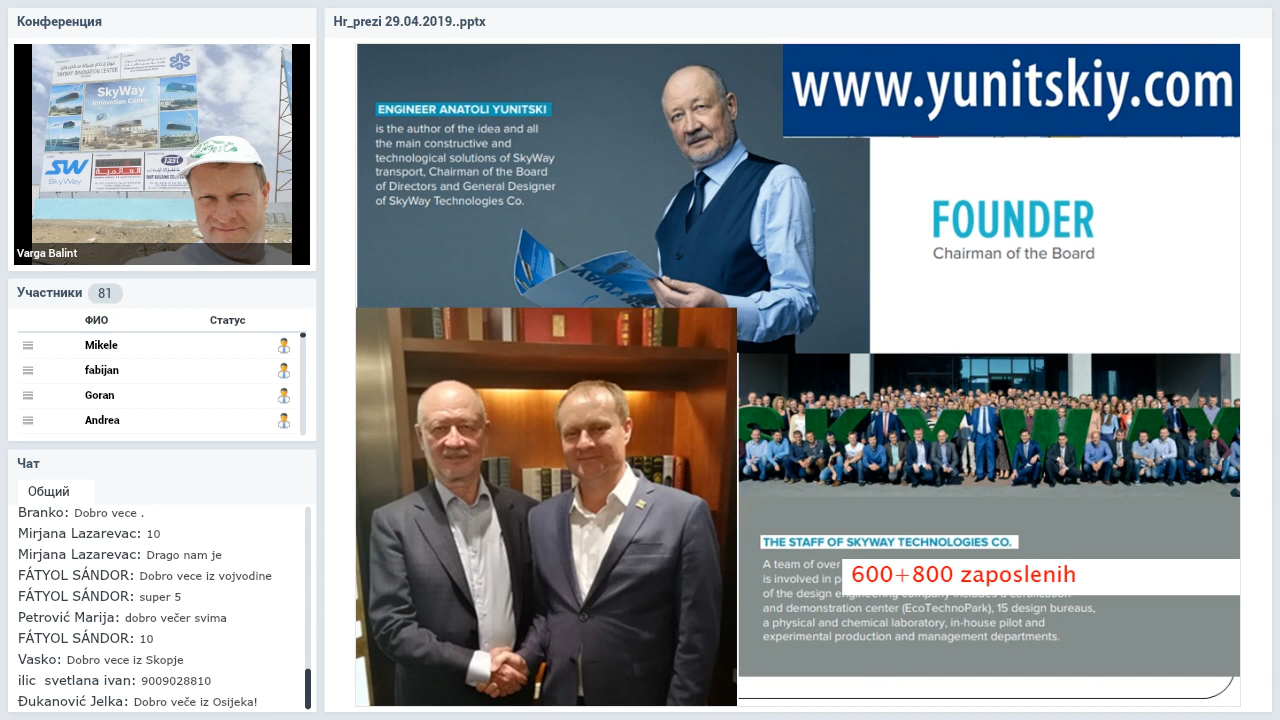 Конференция
SKYWAY INNOVATION CENTER
SkyWay
Innovation Center
SW
SkyWay
العالمية
fast
Varga Balint
Участники 81
ФИО Статус
Mikele
fabijan
Goran
Andrea
Чат
Общий
Branko: Dobro vece .
Mirjana Lazarevac: 10
Mirjana Lazarevac: Drago nam je
FÁTYOL SÁNDOR: Dobro vece iz vojvodine
FÁTYOL SÁNDOR: super 5
Petrović Marija: dobro večer svima
FÁTYOL SÁNDOR: 10
Vasko: Dobro vece iz Skopje
ilic svetlana ivan: 9009028810
Đukanović Jelka: Dobro veče iz Osijeka!
Hr_prezi 29.04.2019..pptx
www.yunitskiy.com
ENGINEER ANATOLI YUNITSKI
is the author of the idea and all
the main constructive and
technological solutions of SkyWay
transport, Chairman of the Board
of Directors and General Designer
of SkyWay Technologies Co.
SKYWAY
FOUNDER
Chairman of the Board
SKYWAY
THE STAFF OF SKYWAY TECHNOLOGIES CO.
A team of over
600+800 zaposlenih
is involved in
of the design engineering company includes a certification
and demonstration center (EcoTechnoPark), 15 design bureaus,
a physical and chemical laboratory, in-house pilot and
experimental production and management departments.